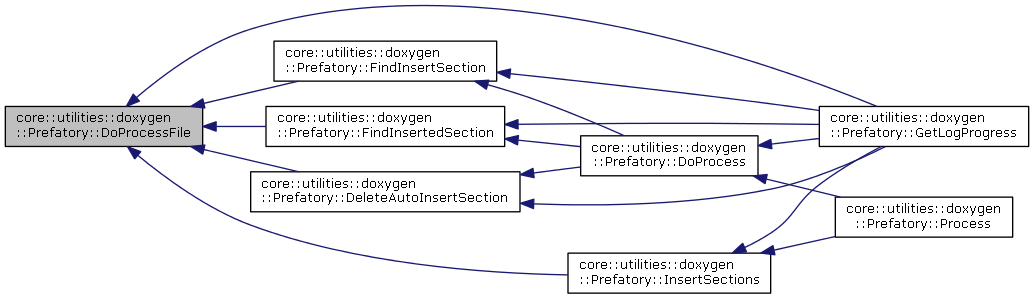 core::utilities::doxygen
::Prefatory::DoProcessFile
core::utilities::doxygen
::Prefatory::FindInsertSection
core::utilities::doxygen
::Prefatory::FindInsertedSection
core::utilities::doxygen
::Prefatory::DeleteAutoInsertSection
core::utilities::doxygen
::Prefatory::DoProcess
core::utilities::doxygen
::Prefatory::InsertSections
core::utilities::doxygen
::Prefatory::GetLogProgress
core::utilities::doxygen
::Prefatory::Process